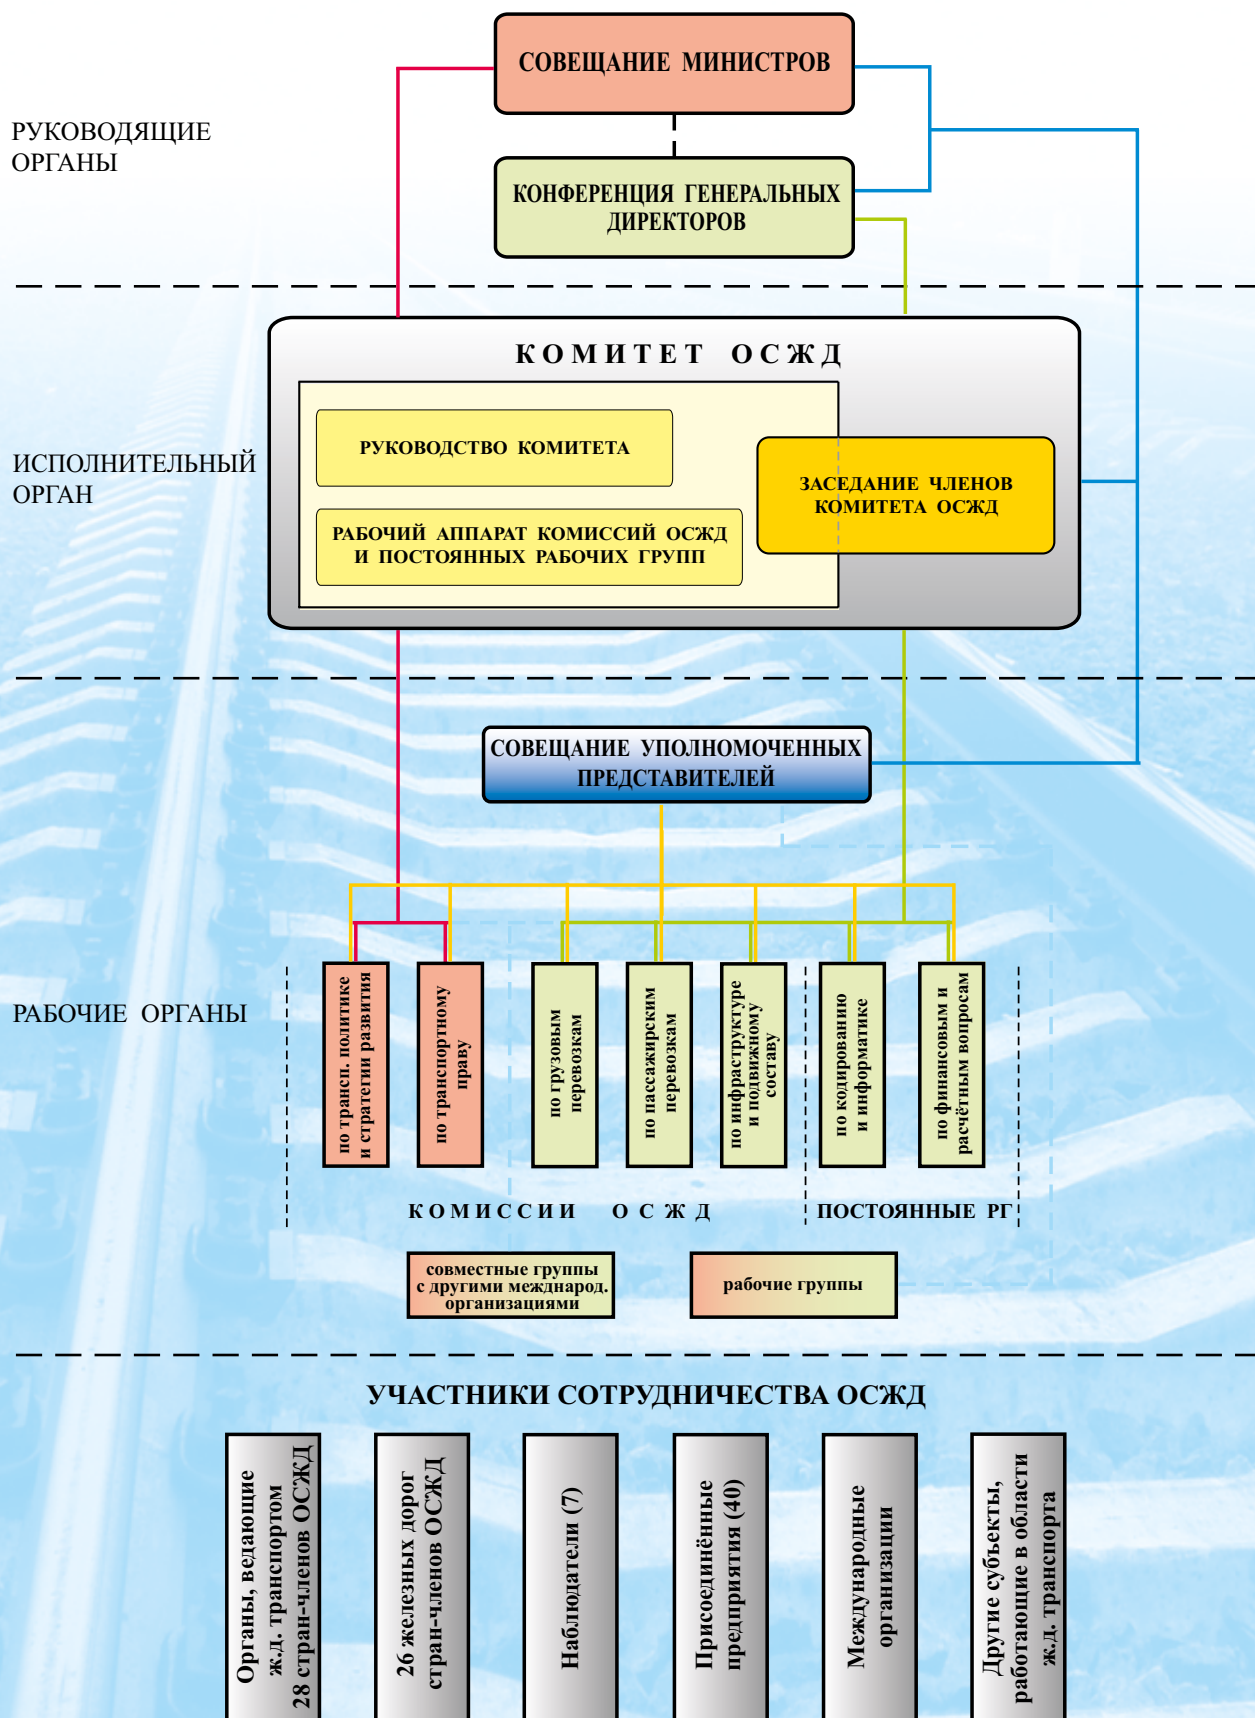 СОВЕЩАНИЕ МИНИСТРОВ
РУКОВОДЯЩИЕ
ОРГАНЫ
КОНФЕРЕНЦИЯ ГЕНЕРАЛЬНЫХ
ДИРЕКТОРОВ
КОМИТЕТ ОСЖД
РУКОВОДСТВО КОМИТЕТА
ИСПОЛНИТЕЛЬНЫЙ
ОРГАН
ЗАСЕДАНИЕ ЧЛЕНОВ
КОМИТЕТА ОСЖД
РАБОЧИЙ АППАРАТ КОМИССИЙ ОСЖД
И ПОСТОЯННЫХ РАБОЧИХ ГРУПП
СОВЕЩАНИЕ УПОЛНОМОЧЕННЫХ
ПРЕДСТАВИТЕЛЕЙ
РАБОЧИЕ ОРГАНЫ
по трансп. политике
и стратегии развития
по транспортному
праву
по грузовым
перевозкам
по пассажирским
перевозкам
по инфраструктуре
и подвижному
составу
по кодированию
и информатике
по финансовым и
расчётным вопросам
КОМИССИИ ОСЖД
ПОСТОЯННЫЕ РГ
совместные группы
с другими междунaрод.
организациями
рабочие группы
УЧАСТНИКИ СОТРУДНИЧЕСТВА ОСЖД
Органы, ведающие
ж.д. транспортом
28 стран-членов ОСЖД
26 железных дорог
стран-членов ОСЖД
Наблюдатели (7)
Присоединённые
предприятия (40)
Международные
организации
Другие субъекты,
работающие в области
ж.д. транспорта